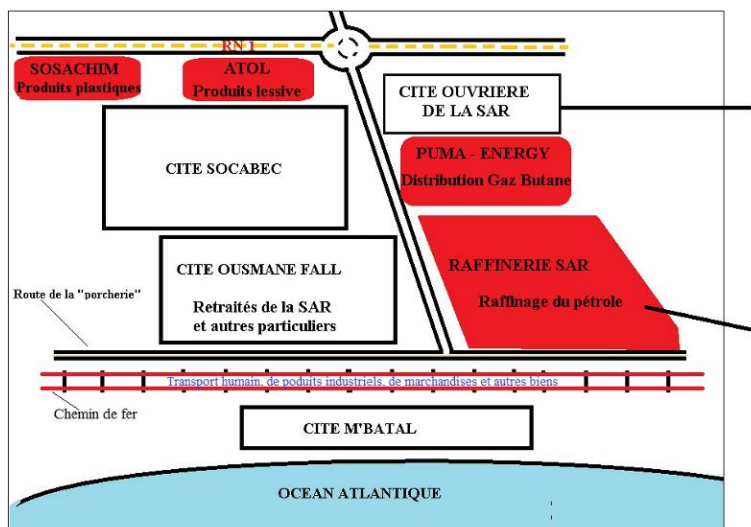 RN 1
SOSACHIM
Produits plastiques
ATOL
Produits lessive
CITE OUVRIERE
DE LA SAR
PUMA - ENERGY
Distribution Gaz Butane
CITE SOCABEC
CITE OUSMANE FALL
Retraités de la SAR
et autres particuliers
RAFFINERIE SAR
Raffinage du pétrole
Route de la "porcherie"
Transport humain, de poduits industriels, de marchandises et autres biens
Chemin de fer
CITE M'BATAL
OCEAN ATLANTIQUE